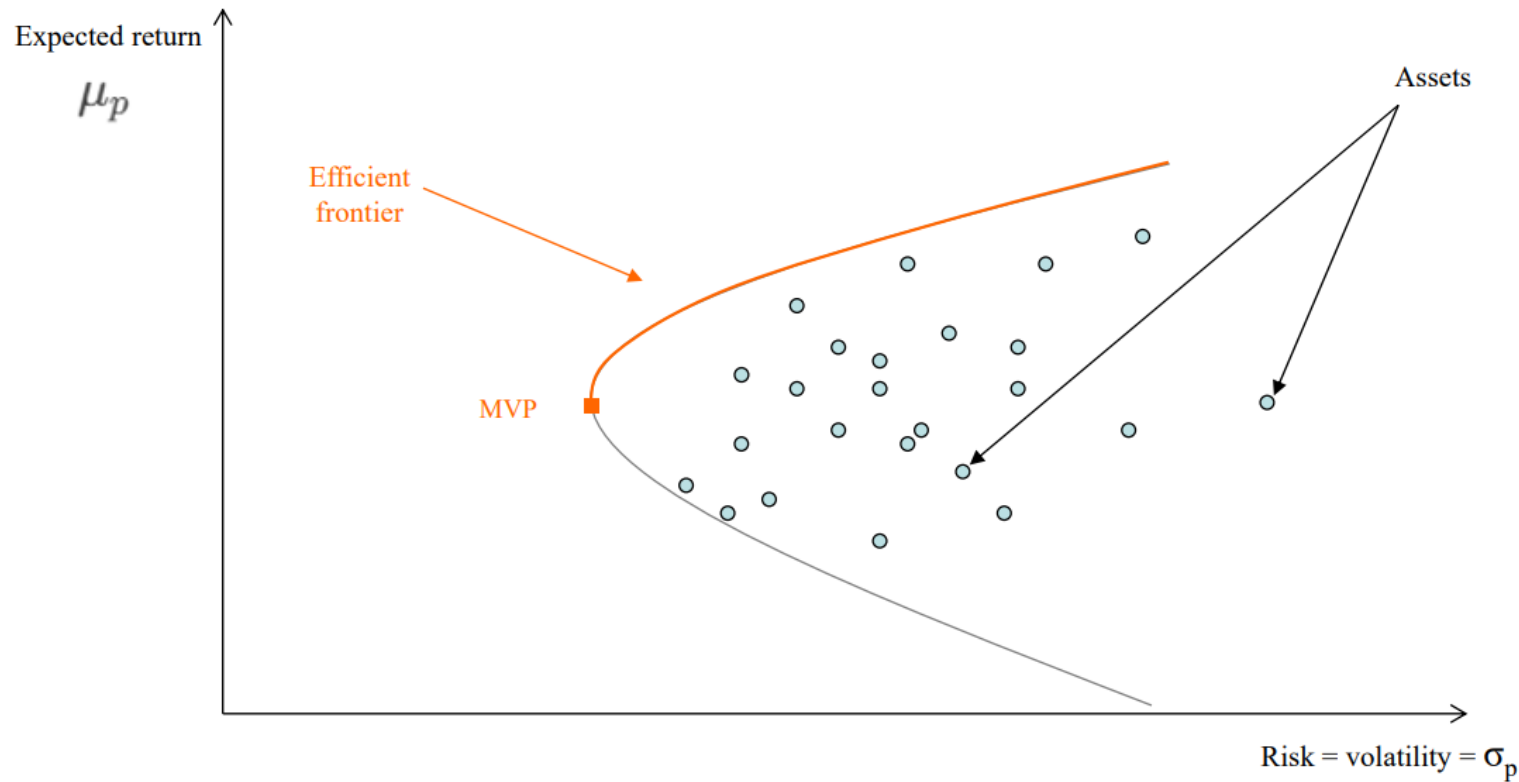 Expected return
μp
Assets
Efficient
frontier
MVP
Risk = volatility = σp